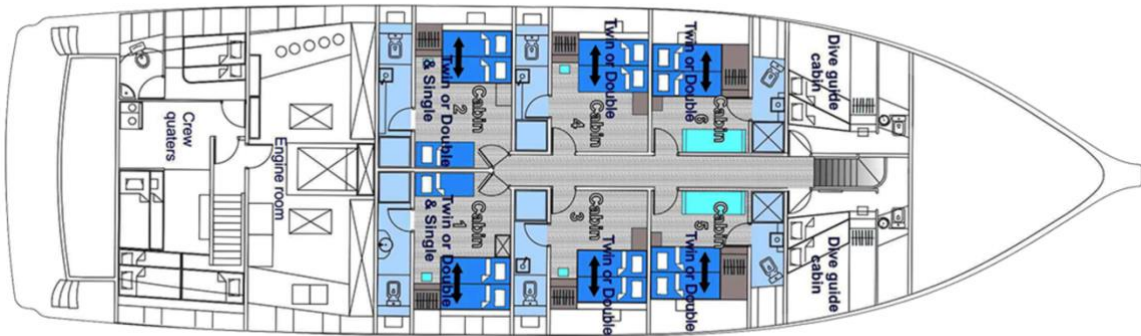 Crew
quaters
Engine room
Twin or Double
& Single
Cabin
2
Twin or Double
& Single
Cabin
1
Twin or Double
Cabin
4
Twin or Double
Cabin
3
Twin or Double
Cabin
6
Twin or Double
Cabin
5
Dive guide
cabin
Dive guide
cabin